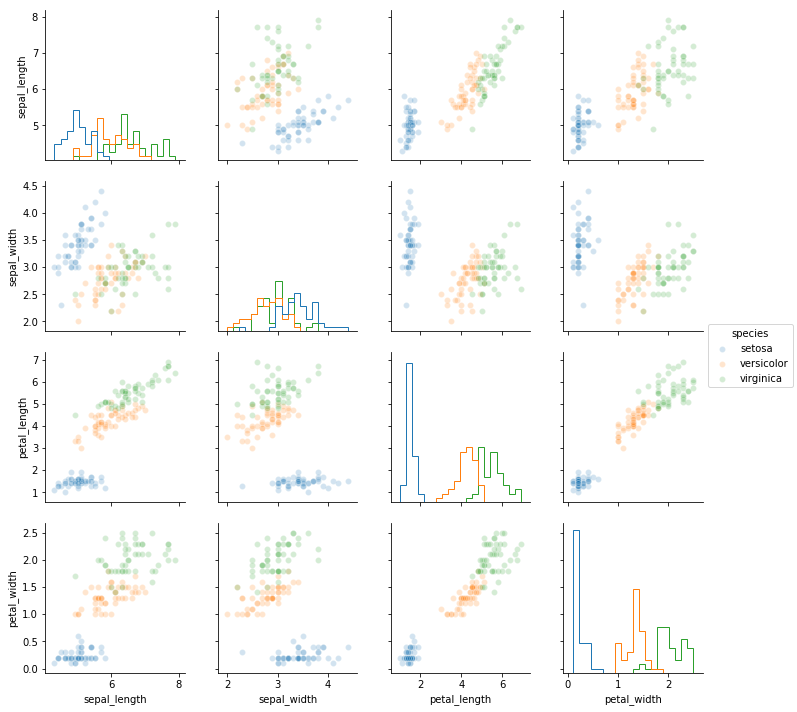 sepal_length
8
7
6
5
sepal_width
4.5
4.0
3.5
3.0
2.5
2.0
species
setosa
versicolor
virginica
petal_length
7
6
5
4
3
2
1
petal_width
2.5
2.0
1.5
1.0
0.5
0.0
6 8
2 3 4
2 4 6
0 1 2
sepal_length
sepal_width
petal_length
petal_width